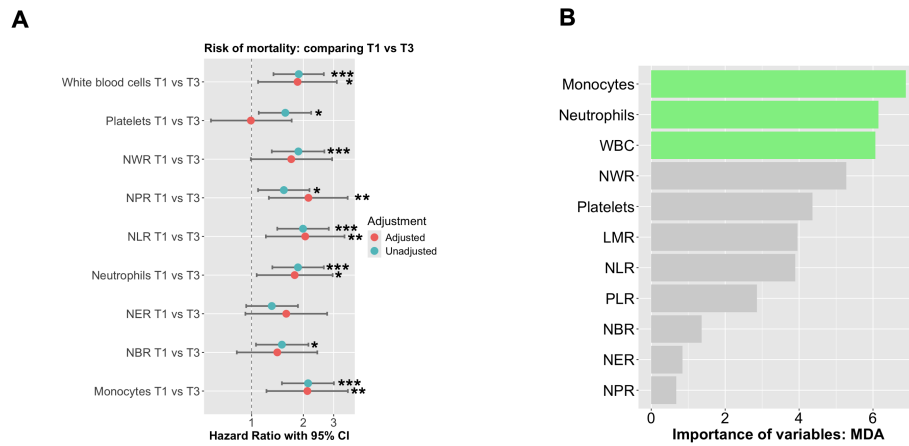 A
Risk of mortality: comparing T1 vs T3
White blood cells T1 vs T3
***
*
Platelets T1 vs T3
*
NWR T1 vs T3
***
NPR T1 vs T3
*
**
NLR T1 vs T3
***
**
Neutrophils T1 vs T3
***
*
NER T1 vs T3
NBR T1 vs T3
*
Monocytes T1 vs T3
***
**
1 2 3
Hazard Ratio with 95% CI
Adjustment
Adjusted
Unadjusted
B
Monocytes
Neutrophils
WBC
NWR
Platelets
LMR
NLR
PLR
NBR
NER
NPR
0 2 4 6
Importance of variables: MDA